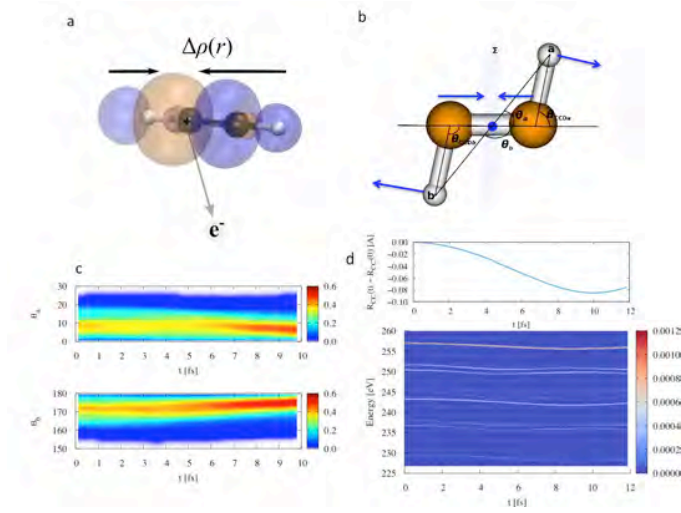 a
Δρ(r)
+
e-
b
Σ
a
θa
θb
b
c
30
20
10
0
θa
0 1 2 3 4 5 6 7 8 9 10
t [fs]
0.6
0.4
0.2
0.0
180
170
160
150
θb
0 1 2 3 4 5 6 7 8 9 10
t [fs]
0.6
0.4
0.2
0.0
d
RCC(t) - RCC(0) [A]
0.00
-0.02
-0.04
-0.06
-0.08
-0.10
0 2 4 6 8 10 12
t [fs]
Energy [eV]
260
255
250
245
240
235
230
225
0 2 4 6 8 10 12
t [fs]
0.0012
0.0010
0.0008
0.0006
0.0004
0.0002
0.0000